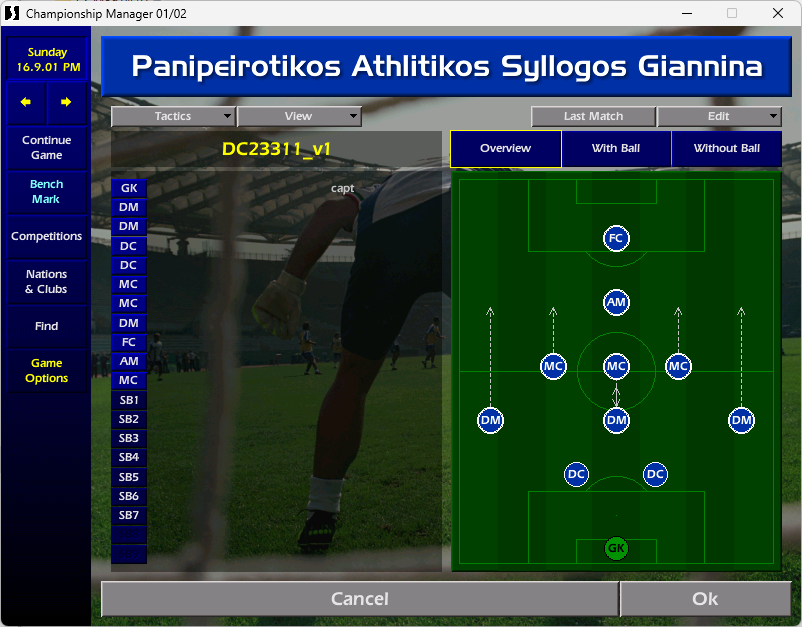 Championship Manager 01/02
Sunday
16.9.01 PM
Continue
Game
Bench
Mark
Competitions
Nations
& Clubs
Find
Game
Options
Panipeirotikos Athlitikos Syllogos Giannina
Tactics
View
Last Match
Edit
DC23311_v1
Overview
With Ball
Without Ball
GK capt
DM
DM
DC
DC
MC
MC
DM
FC
AM
MC
SB1
SB2
SB3
SB4
SB5
SB6
SB7
FC
AM
MC MC MC
DM DM DM
DC DC
GK
Cancel
Ok